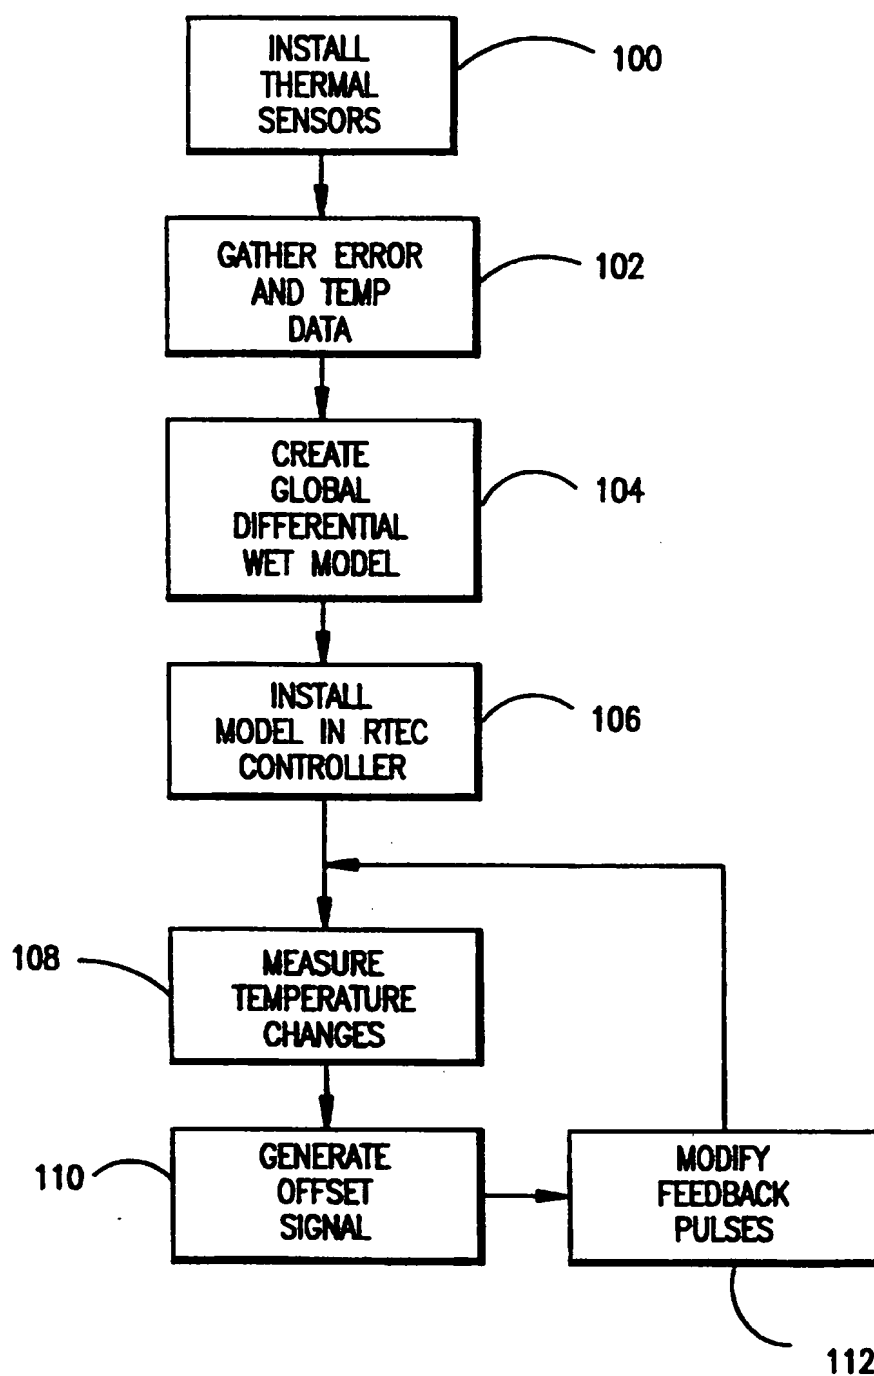 INSTALL
THERMAL
SENSORS
100
GATHER ERROR
AND TEMP
DATA
102
CREATE
GLOBAL
DIFFERENTIAL
WET MODEL
104
INSTALL
MODEL IN RTEC
CONTROLLER
106
108
MEASURE
TEMPERATURE
CHANGES
110
GENERATE
OFFSET
SIGNAL
MODIFY
FEEDBACK
PULSES
112